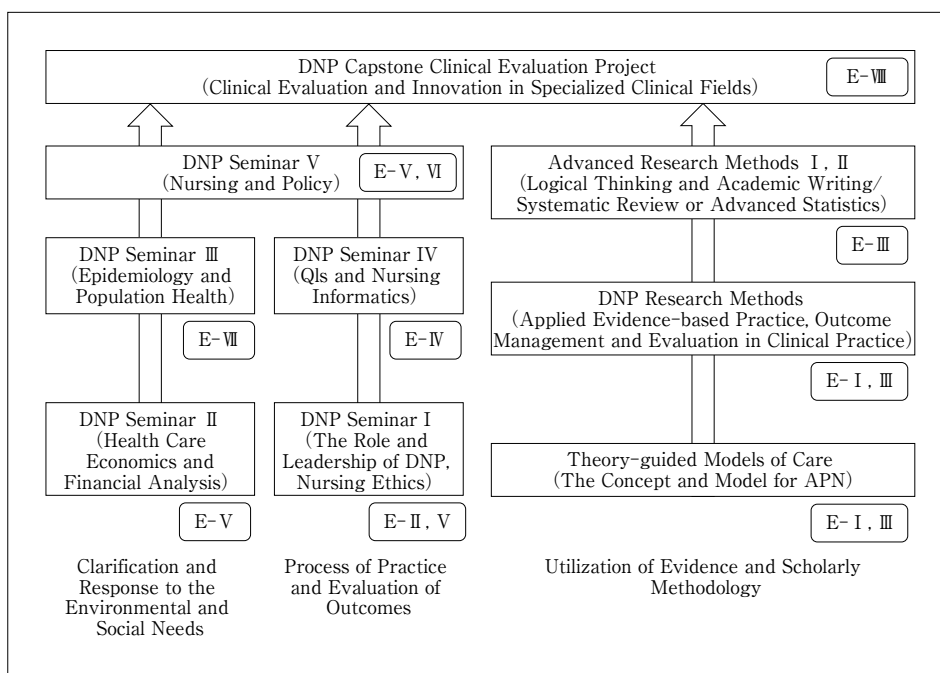 DNP Capstone Clinical Evaluation Project
(Clinical Evaluation and Innovation in Specialized Clinical Fields)
E-Ⅷ
DNP Seminar Ⅴ
(Nursing and Policy)
E-Ⅴ, Ⅵ
Advanced Research Methods Ⅰ, Ⅱ
(Logical Thinking and Academic Writing/
Systematic Review or Advanced Statistics)
E-Ⅲ
DNP Seminar Ⅲ
(Epidemiology and
Population Health)
E-Ⅶ
DNP Seminar Ⅳ
(QIs and Nursing
Informatics)
E-Ⅳ
DNP Research Methods
(Applied Evidence-based Practice, Outcome
Management and Evaluation in Clinical Practice)
E-Ⅰ, Ⅲ
DNP Seminar Ⅱ
(Health Care
Economics and
Financial Analysis)
E-Ⅴ
DNP Seminar Ⅰ
(The Role and
Leadership of DNP,
Nursing Ethics)
E-Ⅱ, Ⅴ
Theory-guided Models of Care
(The Concept and Model for APN)
E-Ⅰ, Ⅲ
Clarification and
Response to the
Environmental and
Social Needs
Process of Practice
and Evaluation of
Outcomes
Utilization of Evidence and Scholarly
Methodology